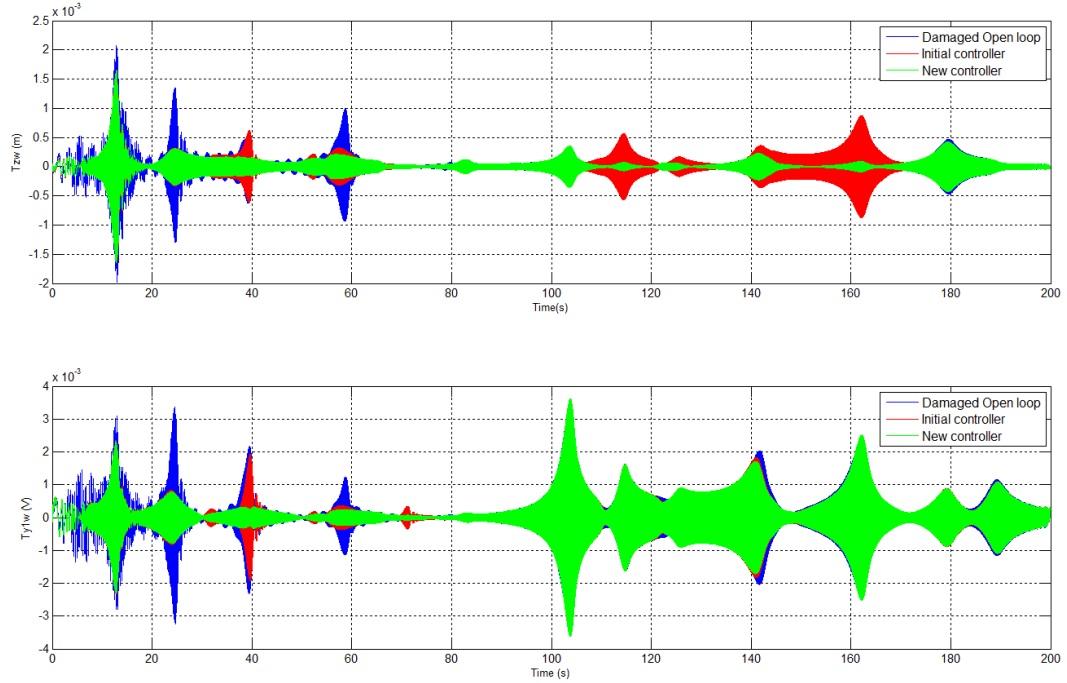 x 10⁻³
2.5
2
1.5
1
0.5
0
-0.5
-1
-1.5
-2
Tzw (m)
Damaged Open loop
Initial controller
New controller
0 20 40 60 80 100 120 140 160 180 200
Time(s)
x 10⁻³
4
3
2
1
0
-1
-2
-3
-4
Ty1w (V)
Damaged Open loop
Initial controller
New controller
0 20 40 60 80 100 120 140 160 180 200
Time (s)